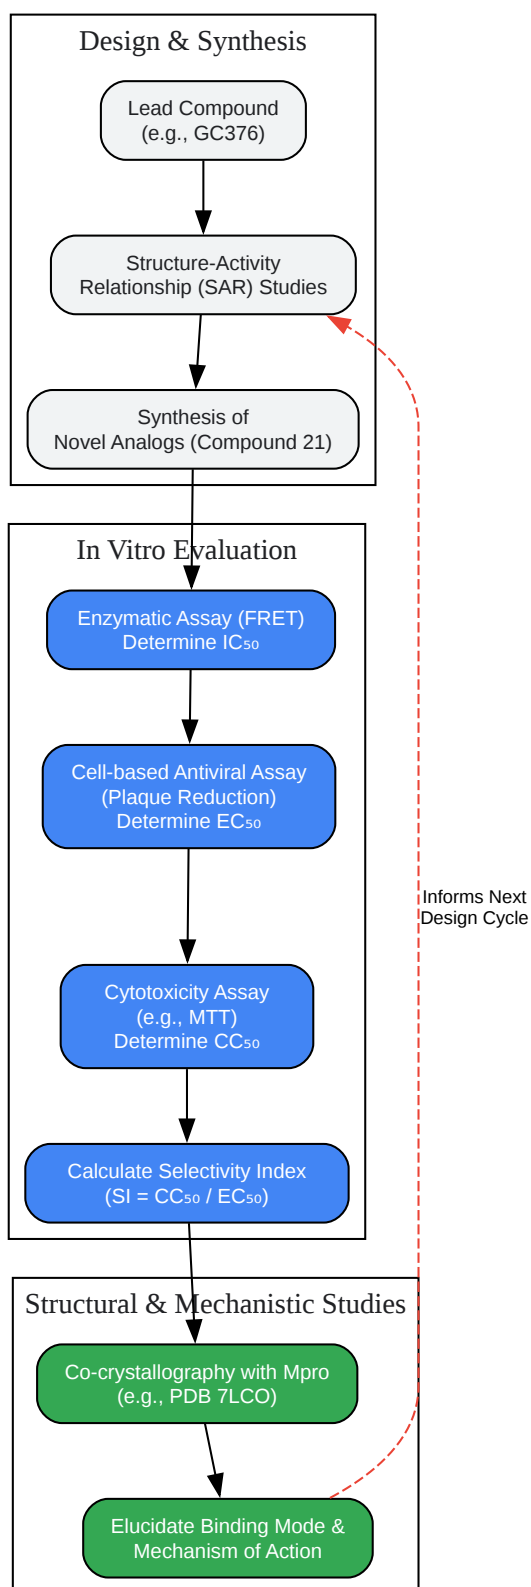 Design & Synthesis
Lead Compound
(e.g., GC376)
Structure-Activity
Relationship (SAR) Studies
Synthesis of
Novel Analogs (Compound 21)
In Vitro Evaluation
Enzymatic Assay (FRET)
Determine IC₅₀
Cell-based Antiviral Assay
(Plaque Reduction)
Determine EC₅₀
Informs Next
Design Cycle
Cytotoxicity Assay
(e.g., MTT)
Determine CC₅₀
Calculate Selectivity Index
(SI = CC₅₀ / EC₅₀)
Structural & Mechanistic Studies
Co-crystallography with Mpro
(e.g., PDB 7LCO)
Elucidate Binding Mode &
Mechanism of Action